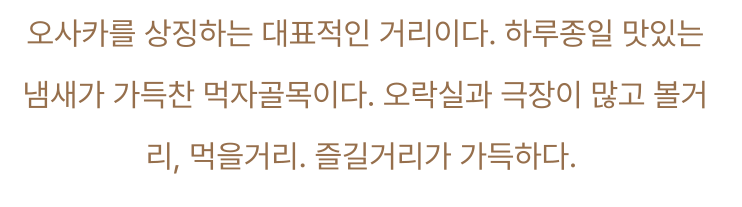 오사카를 상징하는 대표적인 거리이다. 하루종일 맛있는
냄새가 가득찬 먹자골목이다. 오락실과 극장이 많고 볼거
리, 먹을거리. 즐길거리가 가득하다.